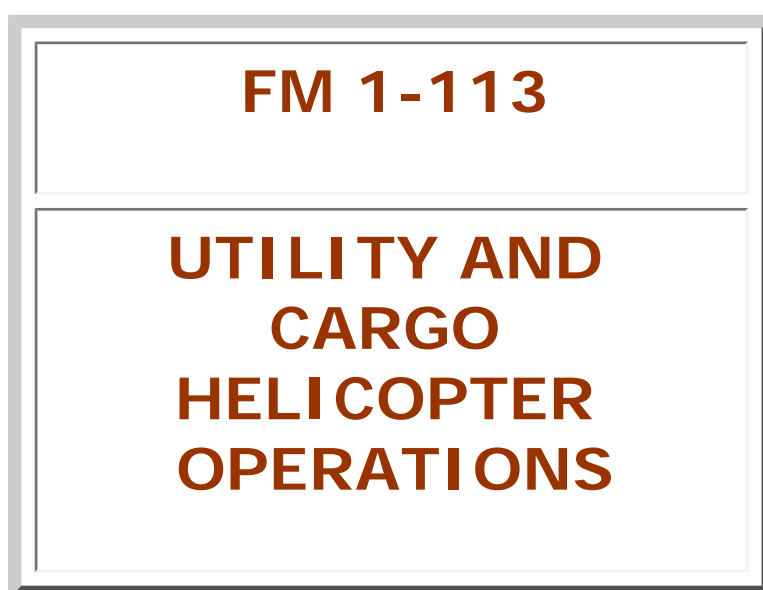 FM 1-113
UTILITY AND
CARGO
HELICOPTER
OPERATIONS